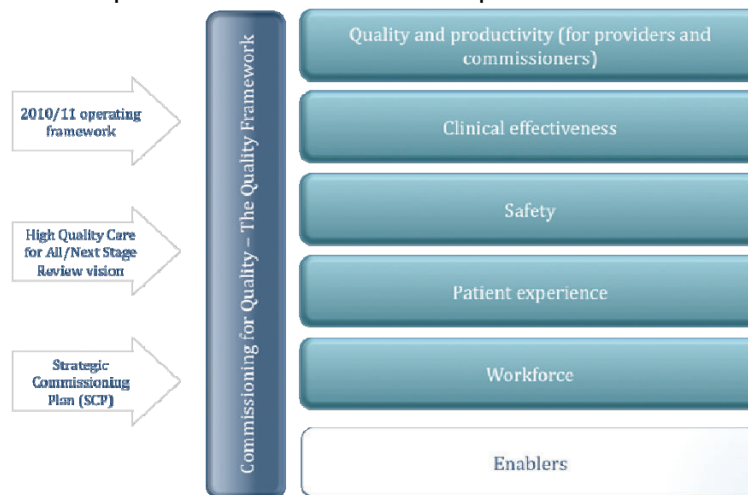 2010/11 operating
framework
High Quality Care
for All/Next Stage
Review vision
Strategic
Commissioning
Plan (SCP)
Commissioning for Quality – The Quality Framework
Quality and productivity (for providers and
commissioners)
Clinical effectiveness
Safety
Patient experience
Workforce
Enablers